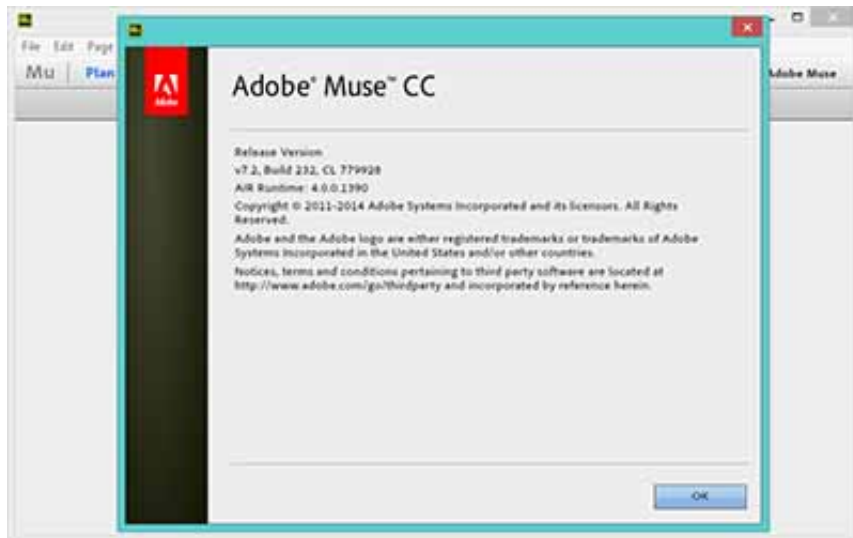 Mu
File Edit Page
Mu Plan
Adobe Muse
Mu
Adobe
Adobe® Muse™ CC
Release Version
v7.2, Build 232, CL 779928
AIR Runtime: 4.0.0.1390
Copyright © 2011-2014 Adobe Systems Incorporated and its licensors. All Rights
Reserved.
Adobe and the Adobe logo are either registered trademarks or trademarks of Adobe
Systems Incorporated in the United States and/or other countries.
Notices, terms and conditions pertaining to third party software are located at
http://www.adobe.com/go/thirdparty and incorporated by reference herein.
OK